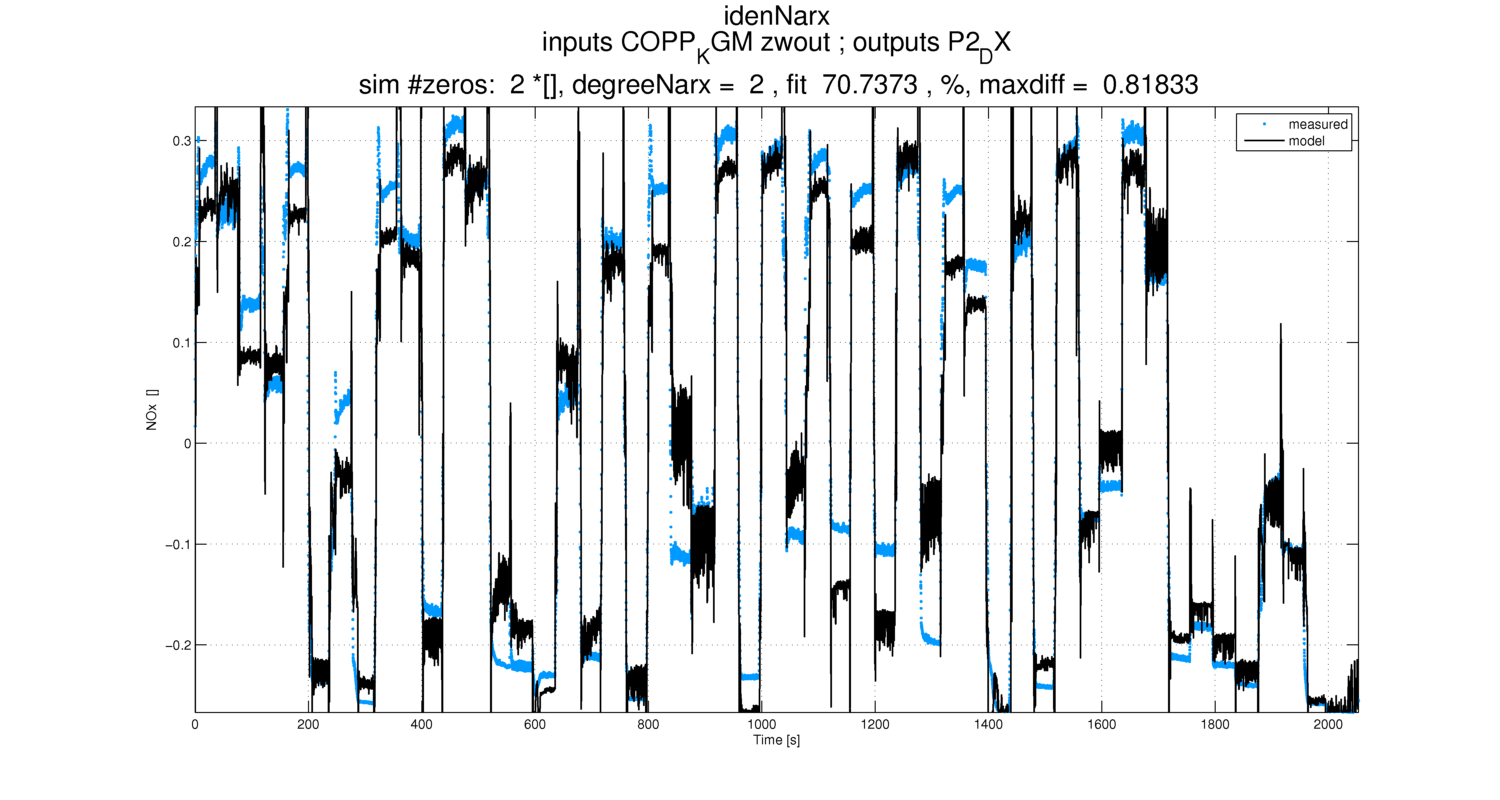 idenNarx
inputs COPP_KGM zwout ; outputs P2_DX
sim #zeros:  2 *[], degreeNarx =  2 , fit  70.7373 , %, maxdiff =  0.81833
measured
model
NOx  []
0.3
0.2
0.1
0
−0.1
−0.2
0 200 400 600 800 1000 1200 1400 1600 1800 2000
Time [s]